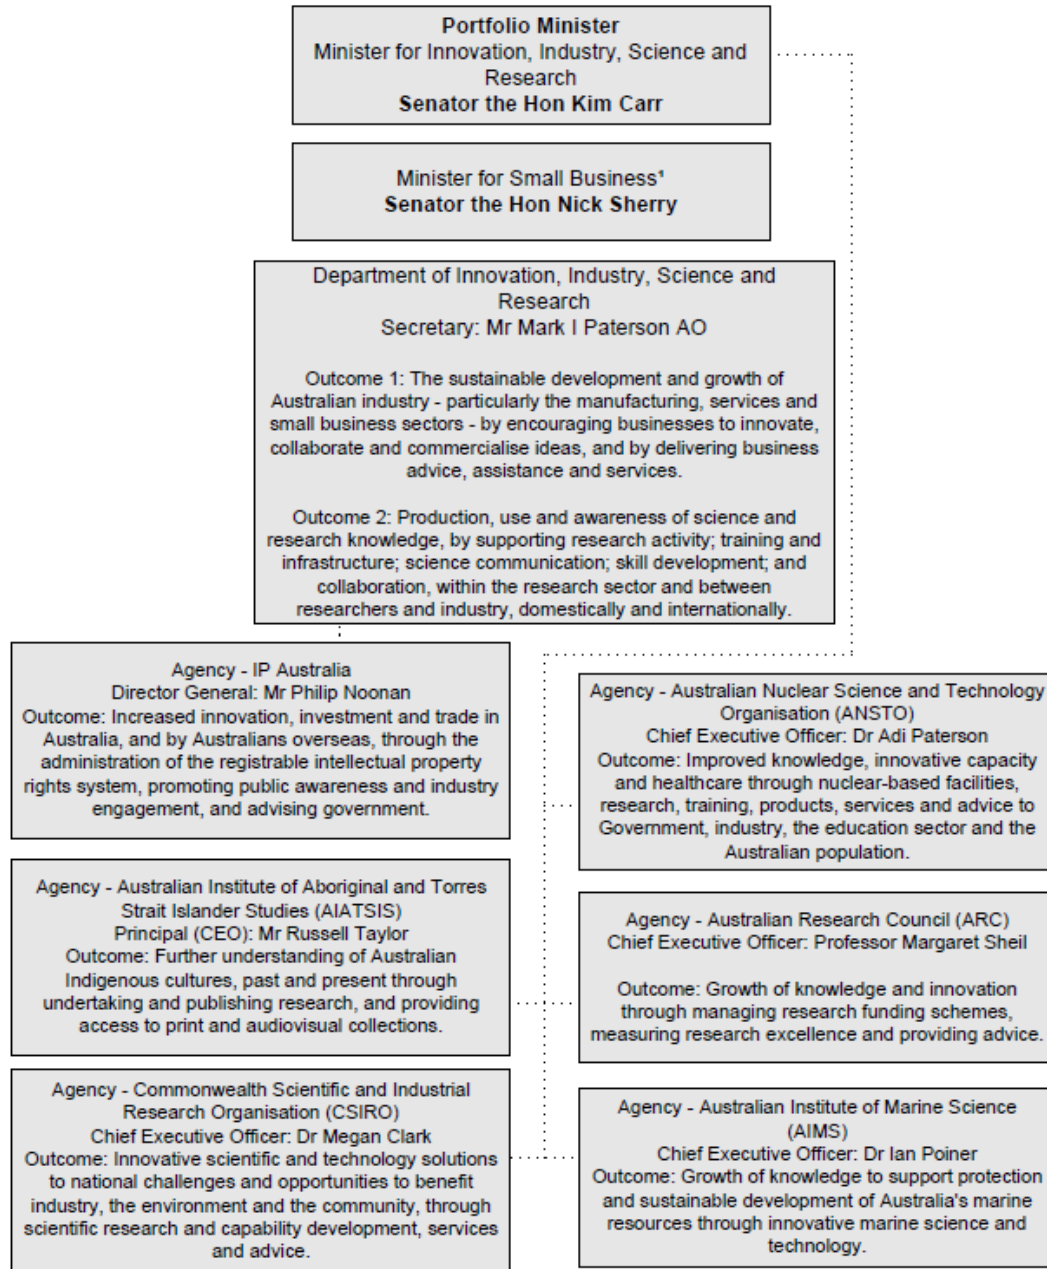 Portfolio Minister
Minister for Innovation, Industry, Science and
Research
Senator the Hon Kim Carr
Minister for Small Business¹
Senator the Hon Nick Sherry
Department of Innovation, Industry, Science and
Research
Secretary: Mr Mark I Paterson AO
Outcome 1: The sustainable development and growth of
Australian industry - particularly the manufacturing, services and
small business sectors - by encouraging businesses to innovate,
collaborate and commercialise ideas, and by delivering business
advice, assistance and services.
Outcome 2: Production, use and awareness of science and
research knowledge, by supporting research activity; training and
infrastructure; science communication; skill development; and
collaboration, within the research sector and between
researchers and industry, domestically and internationally.
Agency - IP Australia
Director General: Mr Philip Noonan
Outcome: Increased innovation, investment and trade in
Australia, and by Australians overseas, through the
administration of the registrable intellectual property
rights system, promoting public awareness and industry
engagement, and advising government.
Agency - Australian Nuclear Science and Technology
Organisation (ANSTO)
Chief Executive Officer: Dr Adi Paterson
Outcome: Improved knowledge, innovative capacity
and healthcare through nuclear-based facilities,
research, training, products, services and advice to
Government, industry, the education sector and the
Australian population.
Agency - Australian Institute of Aboriginal and Torres
Strait Islander Studies (AIATSIS)
Principal (CEO): Mr Russell Taylor
Outcome: Further understanding of Australian
Indigenous cultures, past and present through
undertaking and publishing research, and providing
access to print and audiovisual collections.
Agency - Australian Research Council (ARC)
Chief Executive Officer: Professor Margaret Sheil
Outcome: Growth of knowledge and innovation
through managing research funding schemes,
measuring research excellence and providing advice.
Agency - Commonwealth Scientific and Industrial
Research Organisation (CSIRO)
Chief Executive Officer: Dr Megan Clark
Outcome: Innovative scientific and technology solutions
to national challenges and opportunities to benefit
industry, the environment and the community, through
scientific research and capability development, services
and advice.
Agency - Australian Institute of Marine Science
(AIMS)
Chief Executive Officer: Dr Ian Poiner
Outcome: Growth of knowledge to support protection
and sustainable development of Australia's marine
resources through innovative marine science and
technology.